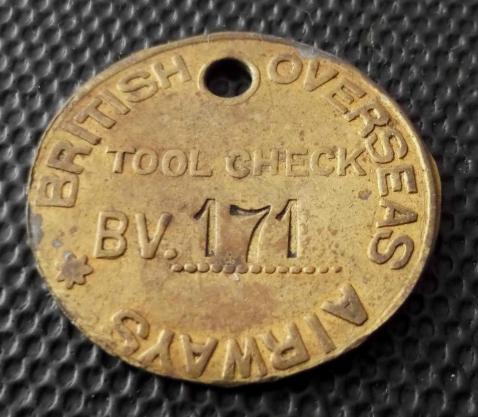 BRITISH OVERSEAS AIRWAYS
TOOL CHECK
BV. 171